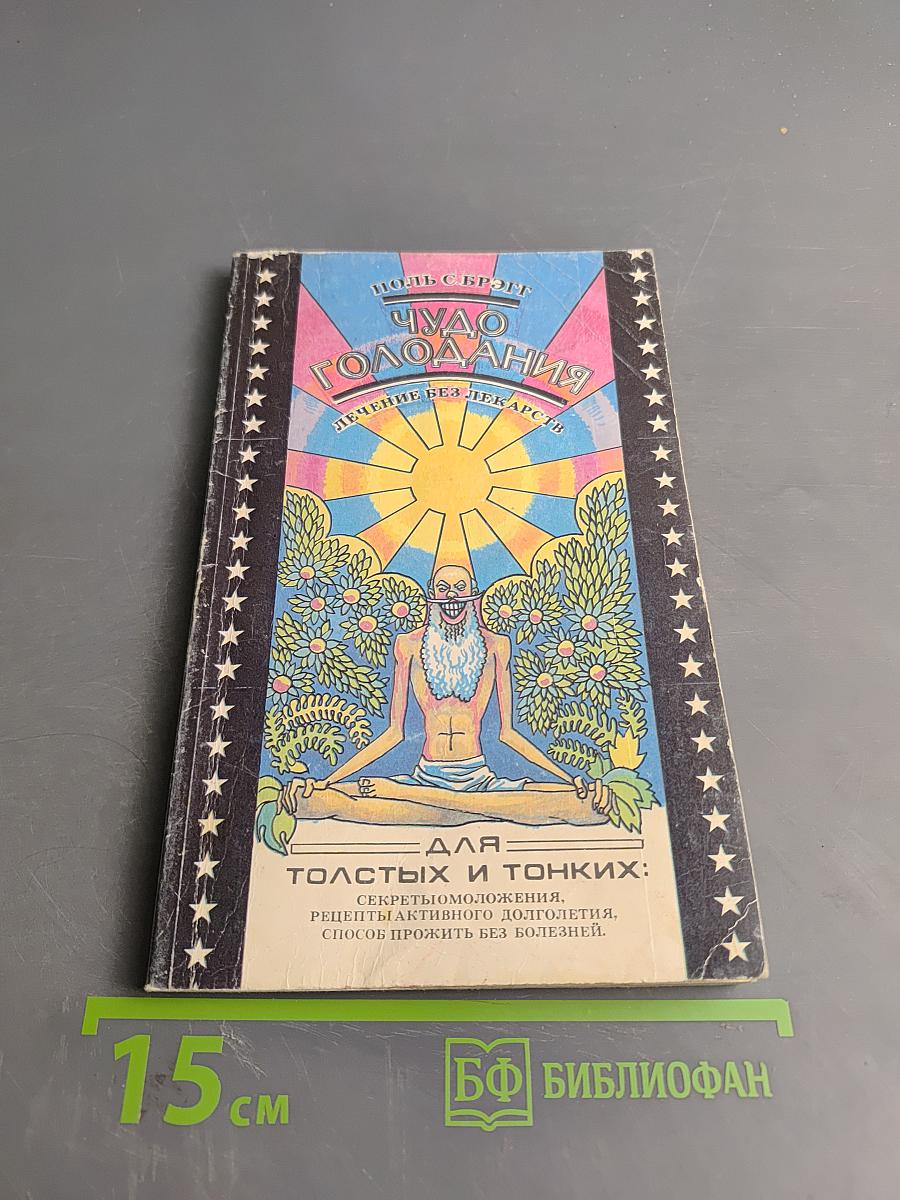 ПОЛЬ С.БРЭГГ
ЧУДО
ГОЛОДАНИЯ
ЛЕЧЕНИЕ БЕЗ ЛЕКАРСТВ
ДЛЯ
ТОЛСТЫХ И ТОНКИХ:
СЕКРЕТЫ ОМОЛОЖЕНИЯ,
РЕЦЕПТЫ АКТИВНОГО ДОЛГОЛЕТИЯ,
СПОСОБ ПРОЖИТЬ БЕЗ БОЛЕЗНЕЙ.
15 см
БФ БИБЛИОФАН